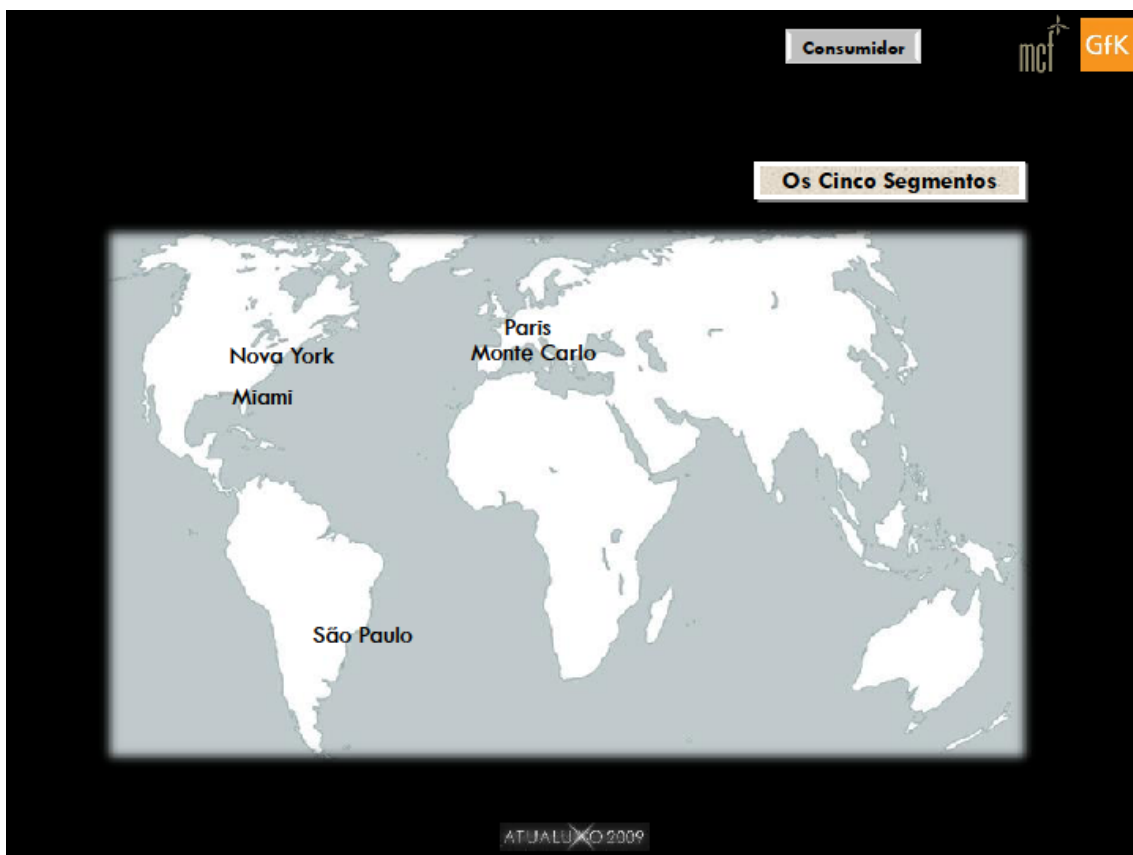 Consumidor
mcf
GfK
Os Cinco Segmentos
Paris
Monte Carlo
Nova York
Miami
São Paulo
ATUALUXO 2009